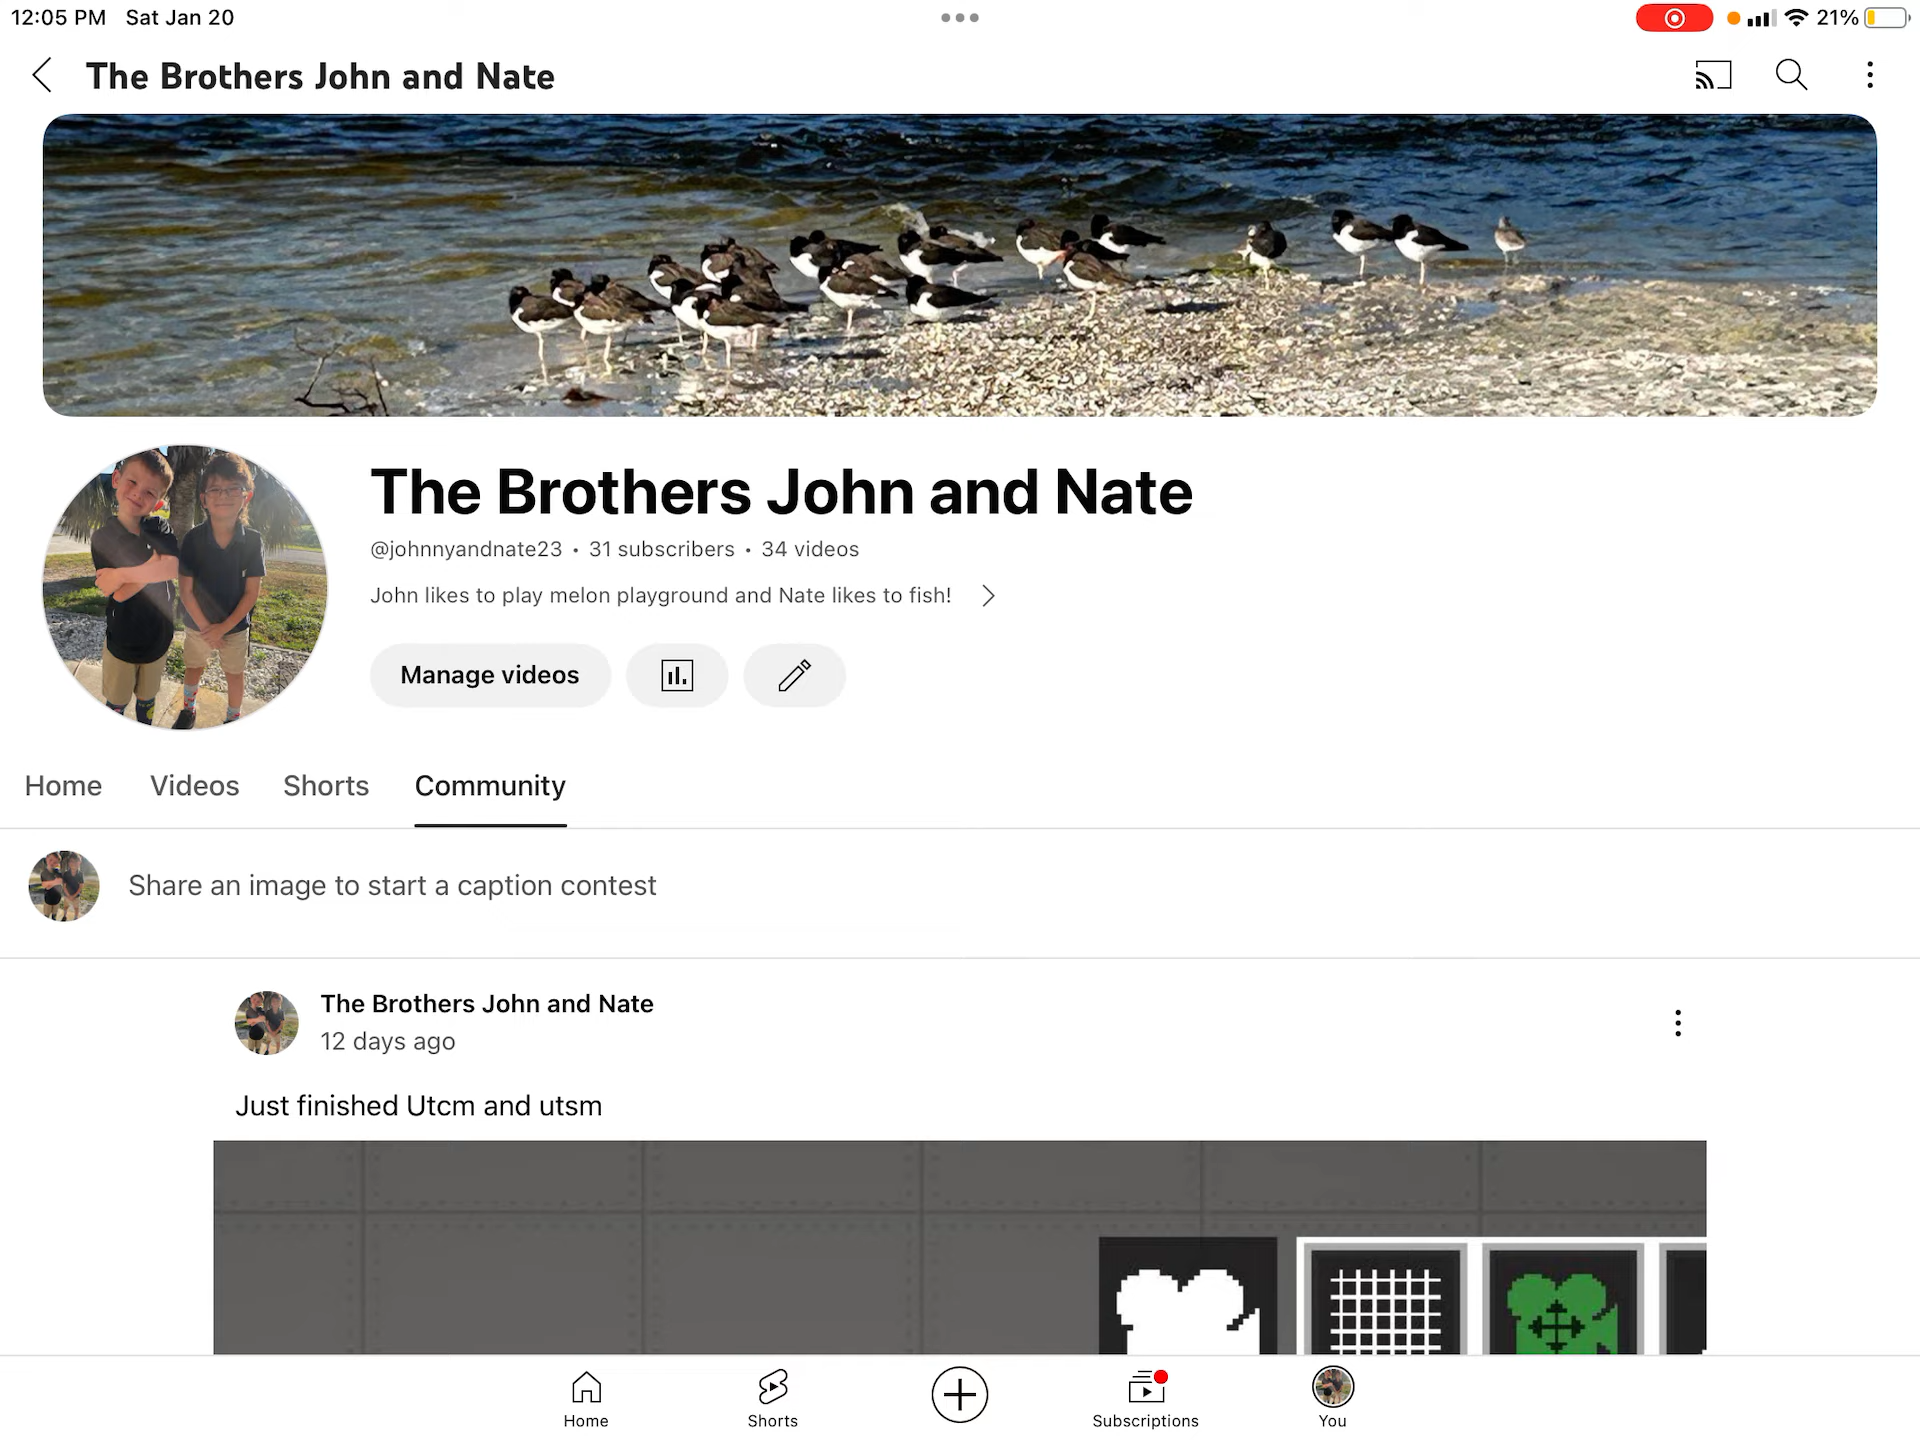 12:05 PM Sat Jan 20
21%
The Brothers John and Nate
The Brothers John and Nate
@johnnyandnate23 • 31 subscribers • 34 videos
John likes to play melon playground and Nate likes to fish!
Manage videos
Home Videos Shorts Community
Share an image to start a caption contest
The Brothers John and Nate
12 days ago
Just finished Utcm and utsm
Home Shorts Subscriptions You